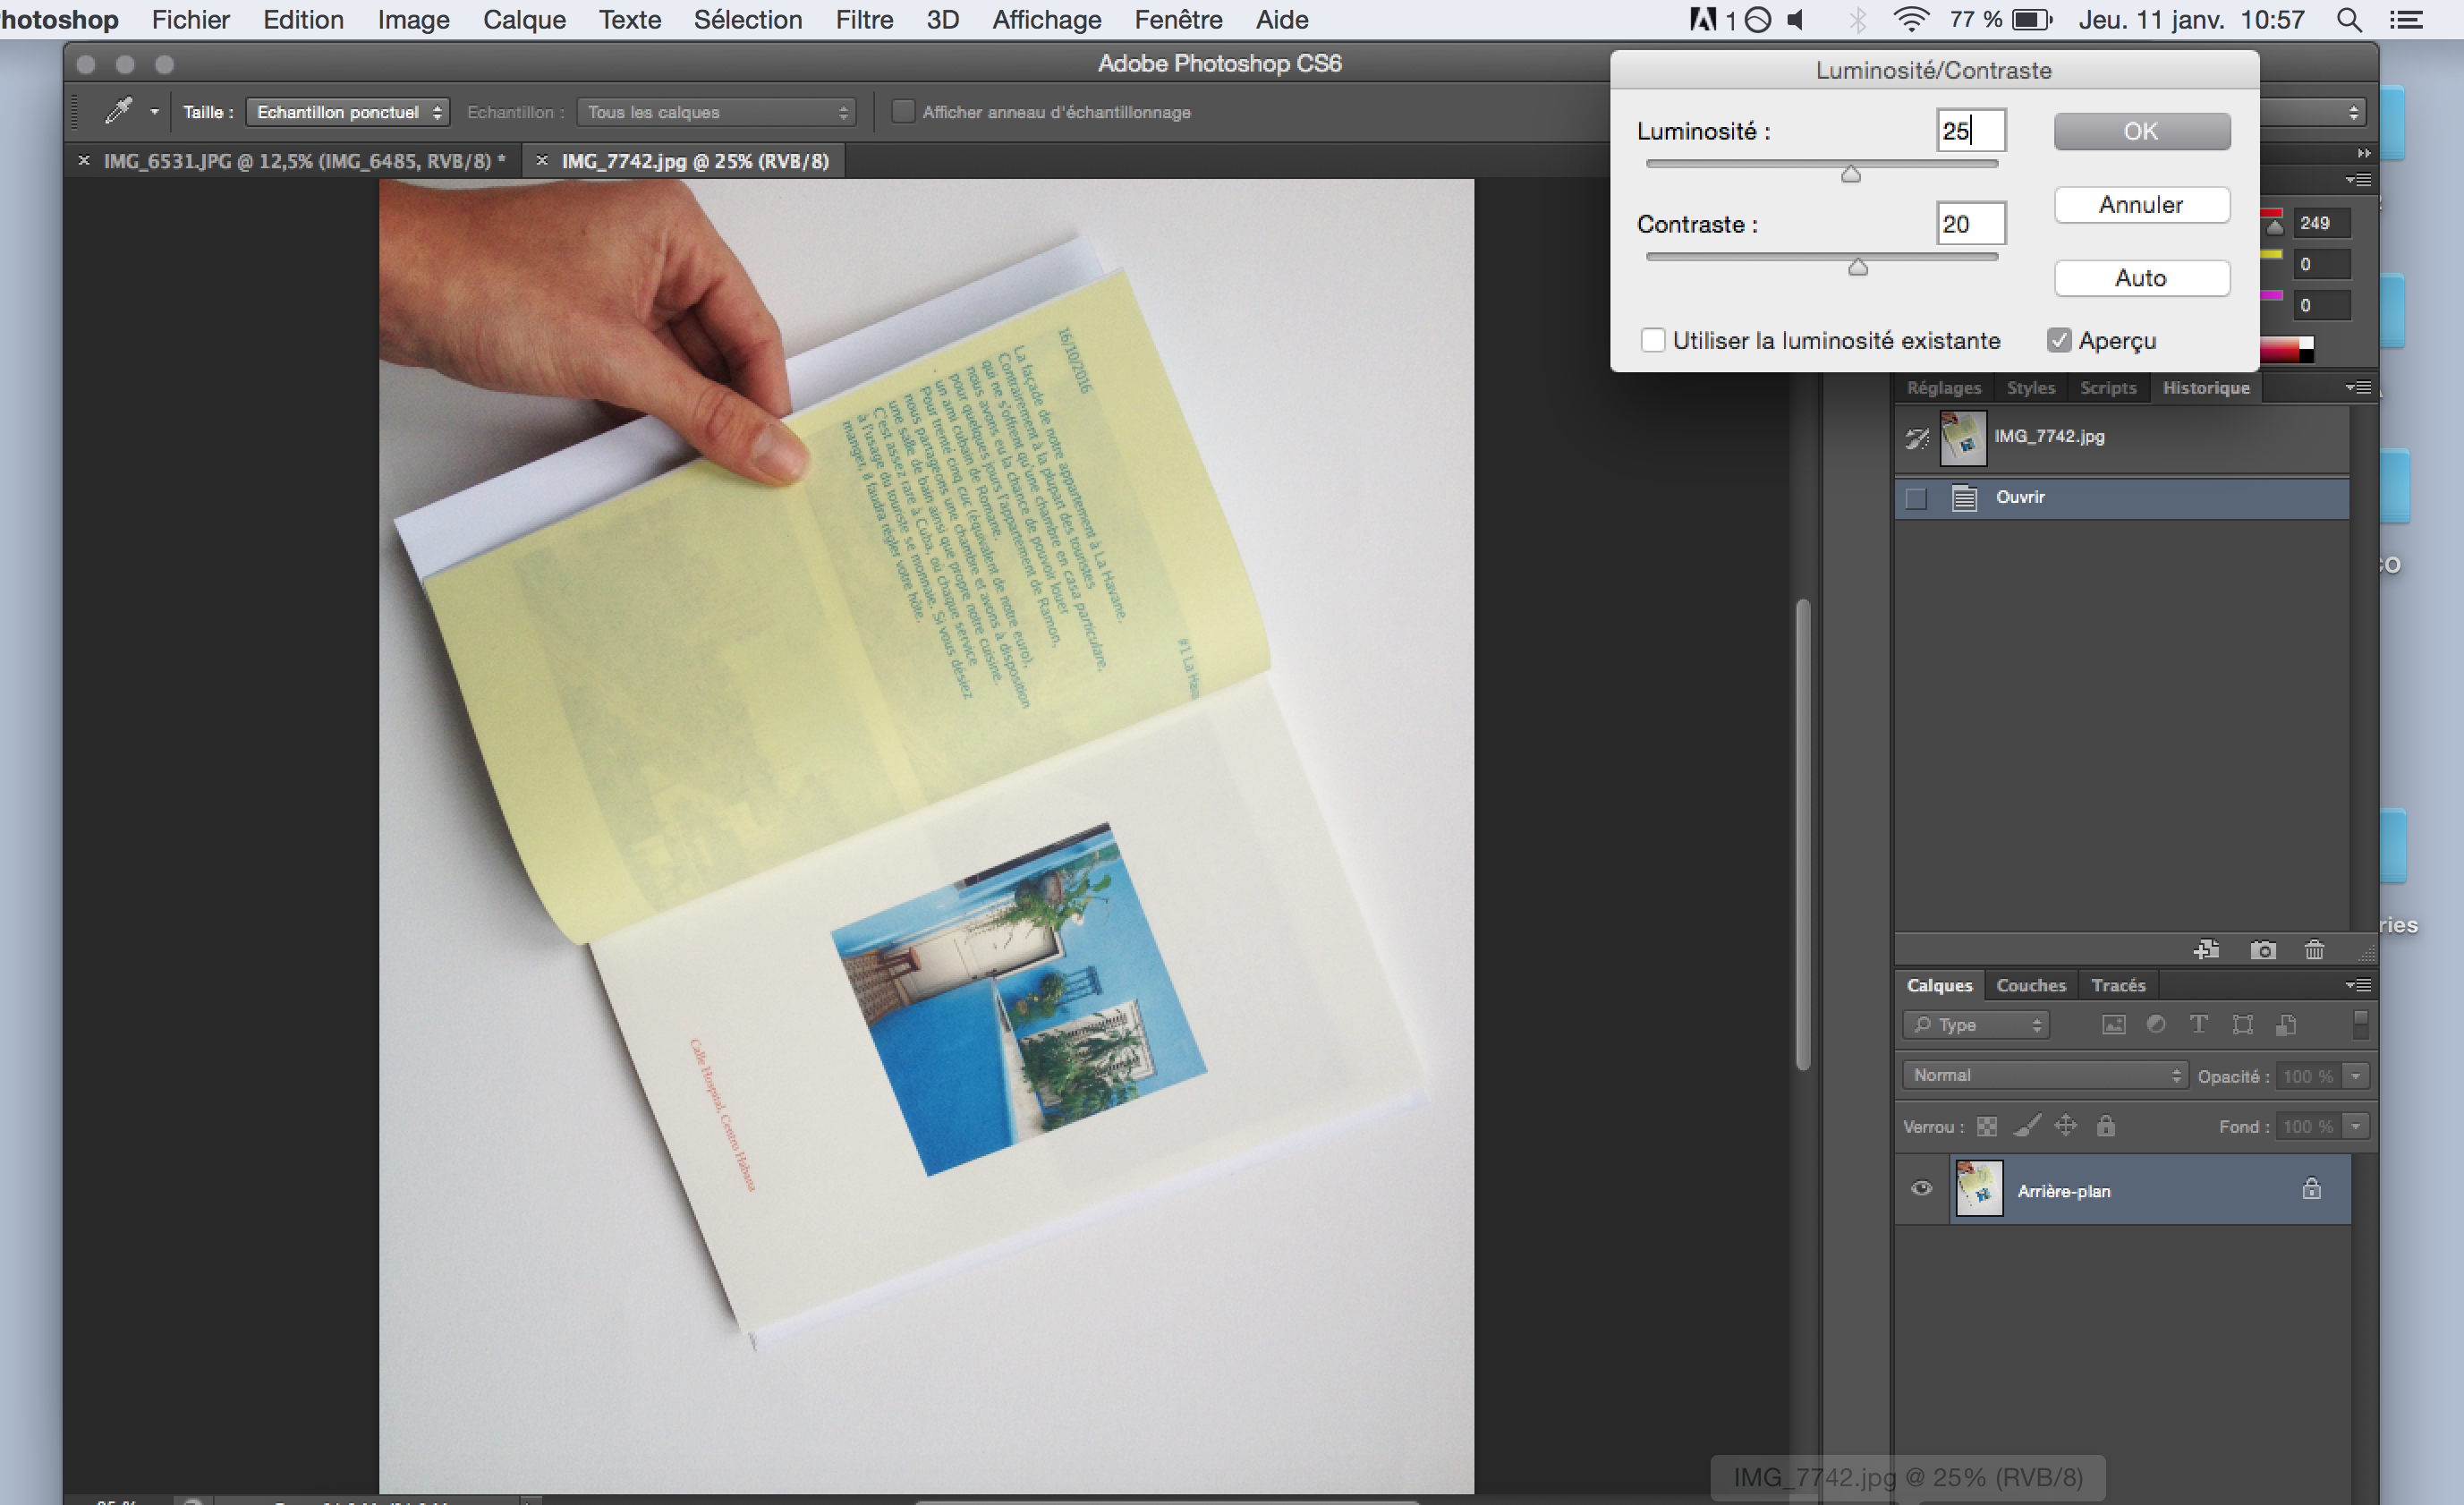 hotoshop Fichier Edition Image Calque Texte Sélection Filtre 3D Affichage Fenêtre Aide 1 77 % Jeu. 11 janv. 10:57
Adobe Photoshop CS6
Taille : Echantillon ponctuel Echantillon : Tous les calques Afficher anneau d'échantillonnage
× IMG_6531.JPG @ 12,5% (IMG_6485, RVB/8) * × IMG_7742.jpg @ 25% (RVB/8)
Luminosité/Contraste
Luminosité : 25 OK
Annuler
Contraste : 20
Auto
Utiliser la luminosité existante Aperçu
249
0
0
Réglages Styles Scripts Historique
IMG_7742.jpg
Ouvrir
16/10/2016
La façade de notre appartement à La Havane.
Contrairement à la plupart des touristes
qui ne s'offrent qu'une chambre en casa particulare,
nous avons eu la chance de pouvoir louer
pour quelques jours l'appartement de Ramon,
un ami cubain de Romane.
Pour trente cinq cuc (équivalent de notre euro),
nous partageons une chambre et avons à disposition
une salle de bain ainsi que propre notre cuisine.
C'est assez rare à Cuba, où chaque service
à l'usage du touriste se monnaie. Si vous désiez
manger, il faudra régler votre hôte.
#1 La Hava
Calle Hospital, Centro Habana
Calques Couches Tracés
Type
Normal Opacité : 100 %
Verrou : Fond : 100 %
Arrière-plan
ries
IMG_7742.jpg @ 25% (RVB/8)